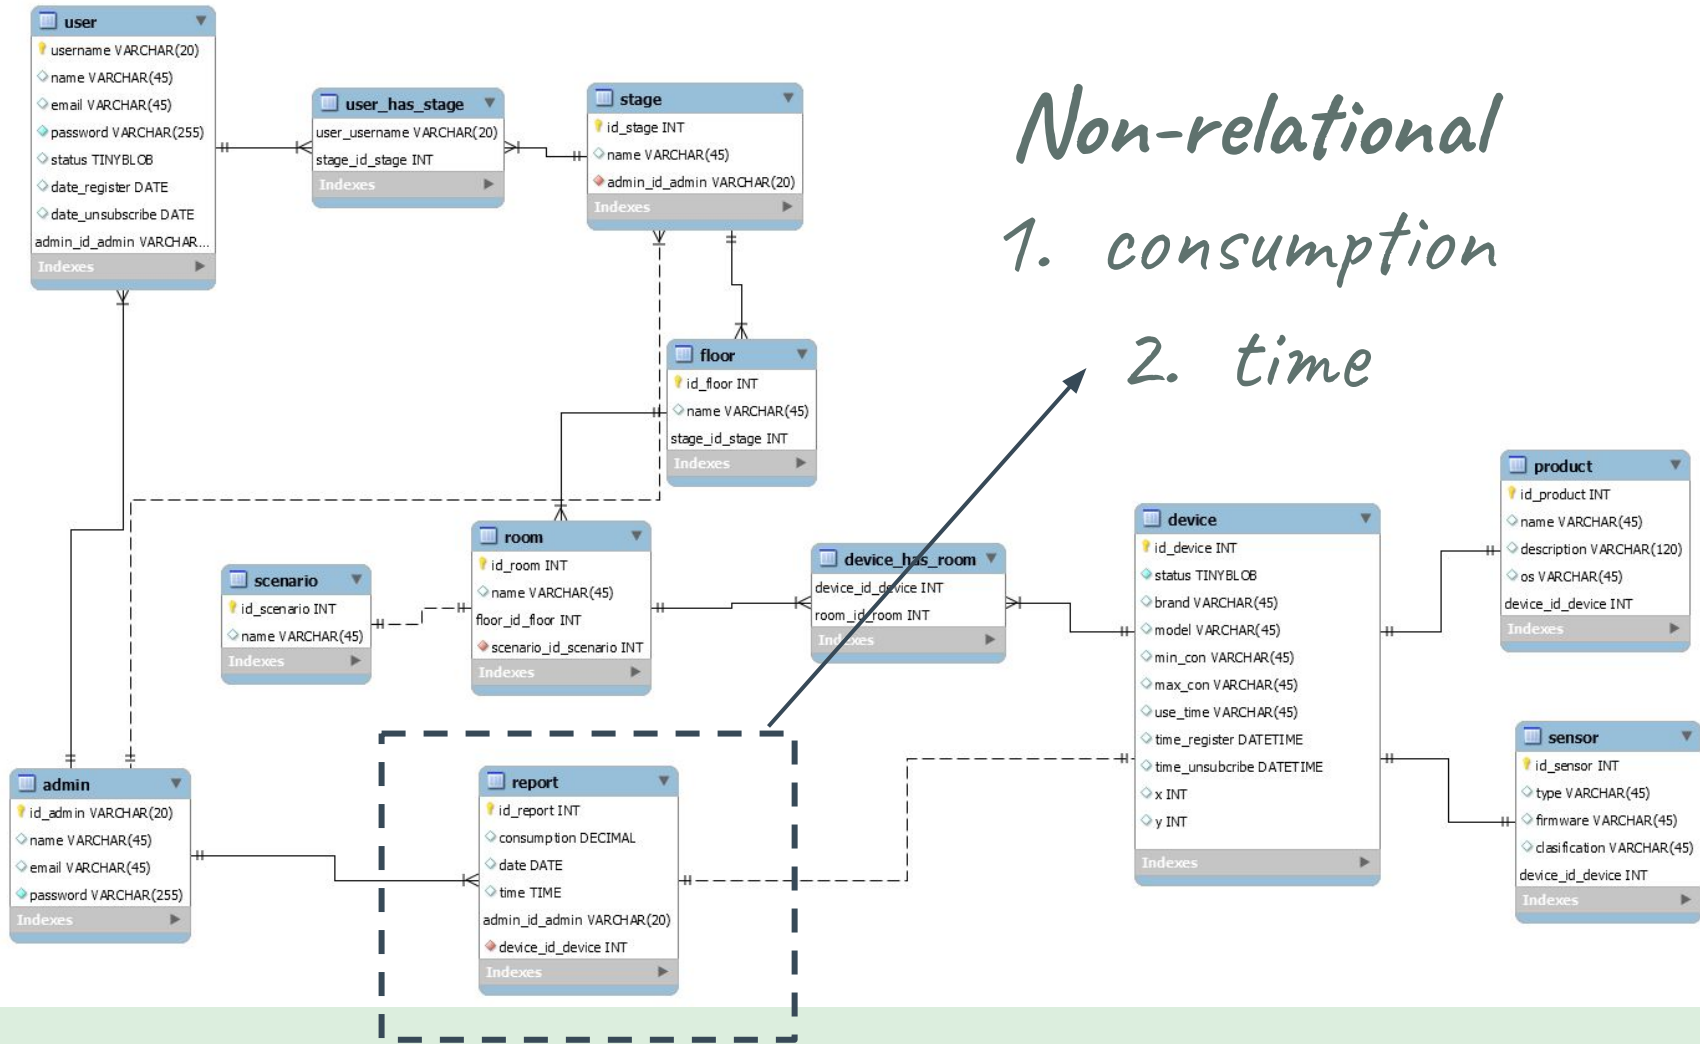 user
username VARCHAR(20)
name VARCHAR(45)
email VARCHAR(45)
password VARCHAR(255)
status TINYBLOB
date_register DATE
date_unsubscribe DATE
admin_id_admin VARCHAR...
Indexes
user_has_stage
user_username VARCHAR(20)
stage_id_stage INT
Indexes
stage
id_stage INT
name VARCHAR(45)
admin_id_admin VARCHAR(20)
Indexes
Non-relational
1. consumption
2. time
floor
id_floor INT
name VARCHAR(45)
stage_id_stage INT
Indexes
scenario
id_scenario INT
name VARCHAR(45)
Indexes
room
id_room INT
name VARCHAR(45)
floor_id_floor INT
scenario_id_scenario INT
Indexes
device_has_room
device_id_device INT
room_id_room INT
Indexes
device
id_device INT
status TINYBLOB
brand VARCHAR(45)
model VARCHAR(45)
min_con VARCHAR(45)
max_con VARCHAR(45)
use_time VARCHAR(45)
time_register DATETIME
time_unsubcribe DATETIME
x INT
y INT
Indexes
product
id_product INT
name VARCHAR(45)
description VARCHAR(120)
os VARCHAR(45)
device_id_device INT
Indexes
sensor
id_sensor INT
type VARCHAR(45)
firmware VARCHAR(45)
clasification VARCHAR(45)
device_id_device INT
Indexes
admin
id_admin VARCHAR(20)
name VARCHAR(45)
email VARCHAR(45)
password VARCHAR(255)
Indexes
report
id_report INT
consumption DECIMAL
date DATE
time TIME
admin_id_admin VARCHAR(20)
device_id_device INT
Indexes